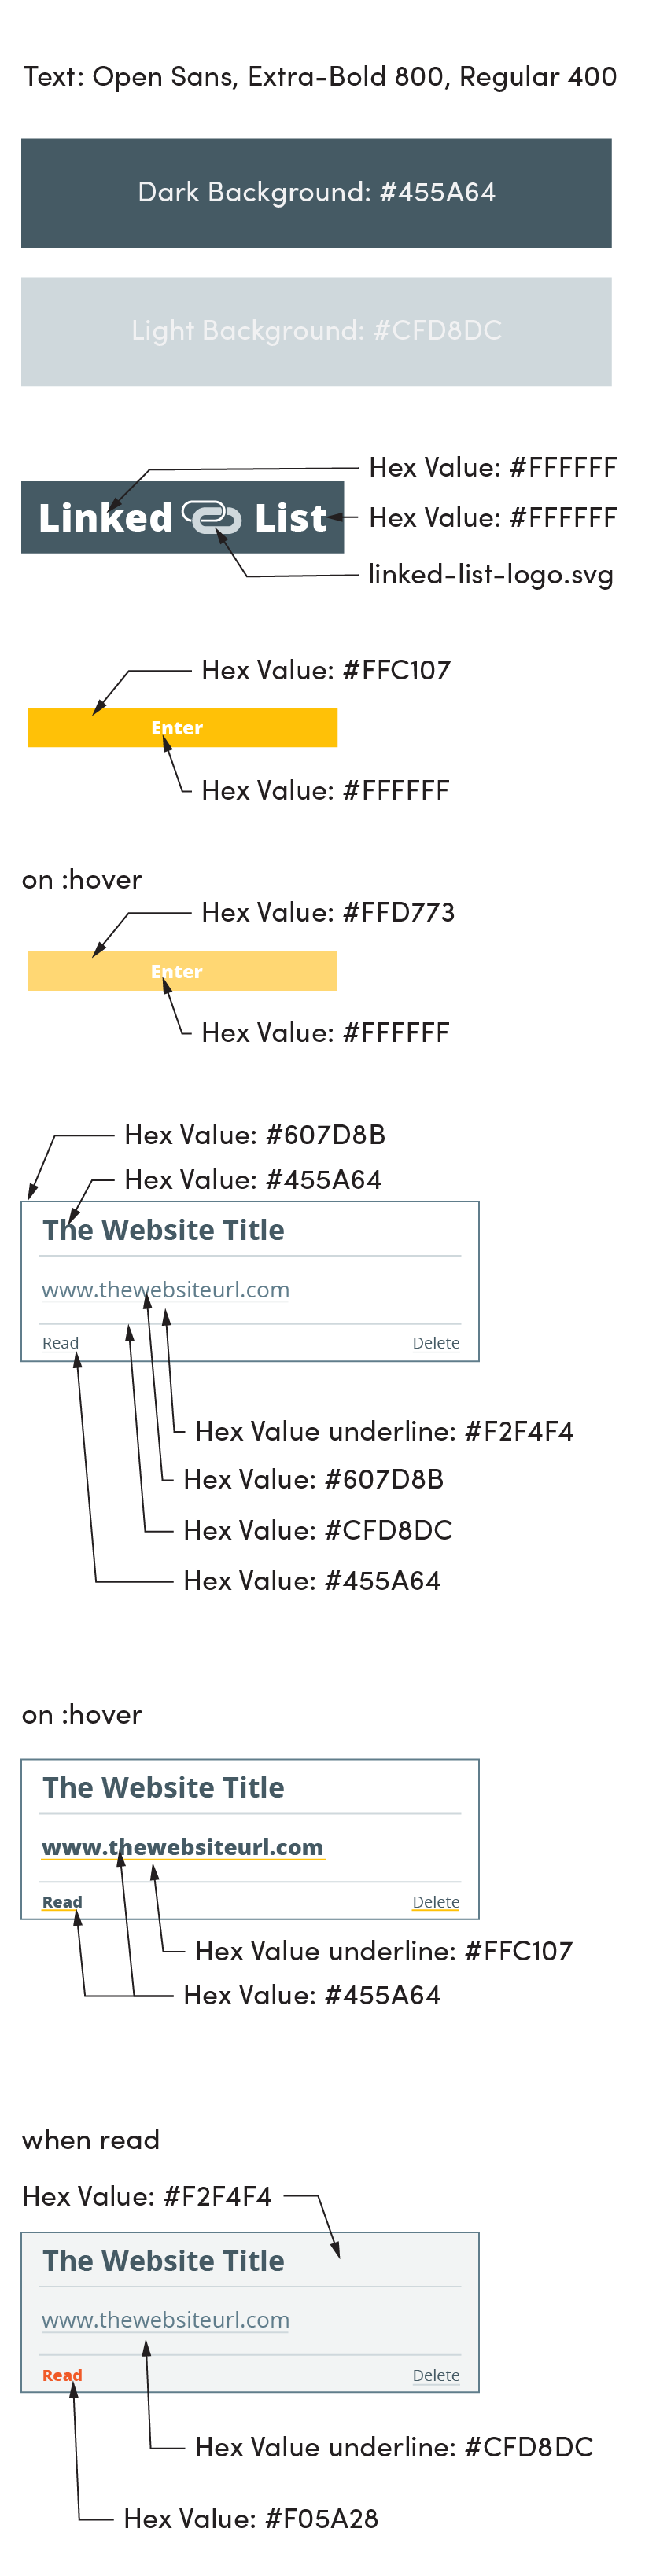 Text: Open Sans, Extra-Bold 800, Regular 400
Dark Background: #455A64
Light Background: #CFD8DC
Hex Value: #FFFFFF
Linked List
Hex Value: #FFFFFF
linked-list-logo.svg
Hex Value: #FFC107
Enter
Hex Value: #FFFFFF
on :hover
Hex Value: #FFD773
Enter
Hex Value: #FFFFFF
Hex Value: #607D8B
Hex Value: #455A64
The Website Title
www.thewebsiteurl.com
Read Delete
Hex Value underline: #F2F4F4
Hex Value: #607D8B
Hex Value: #CFD8DC
Hex Value: #455A64
on :hover
The Website Title
www.thewebsiteurl.com
Read Delete
Hex Value underline: #FFC107
Hex Value: #455A64
when read
Hex Value: #F2F4F4
The Website Title
www.thewebsiteurl.com
Read Delete
Hex Value underline: #CFD8DC
Hex Value: #F05A28